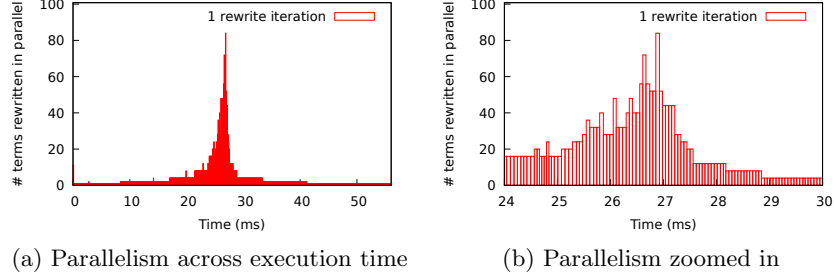 # terms rewritten in parallel
100
80
60
40
20
0
1 rewrite iteration
0 10 20 30 40 50
Time (ms)
(a) Parallelism across execution time
# terms rewritten in parallel
100
80
60
40
20
0
1 rewrite iteration
24 25 26 27 28 29 30
Time (ms)
(b) Parallelism zoomed in